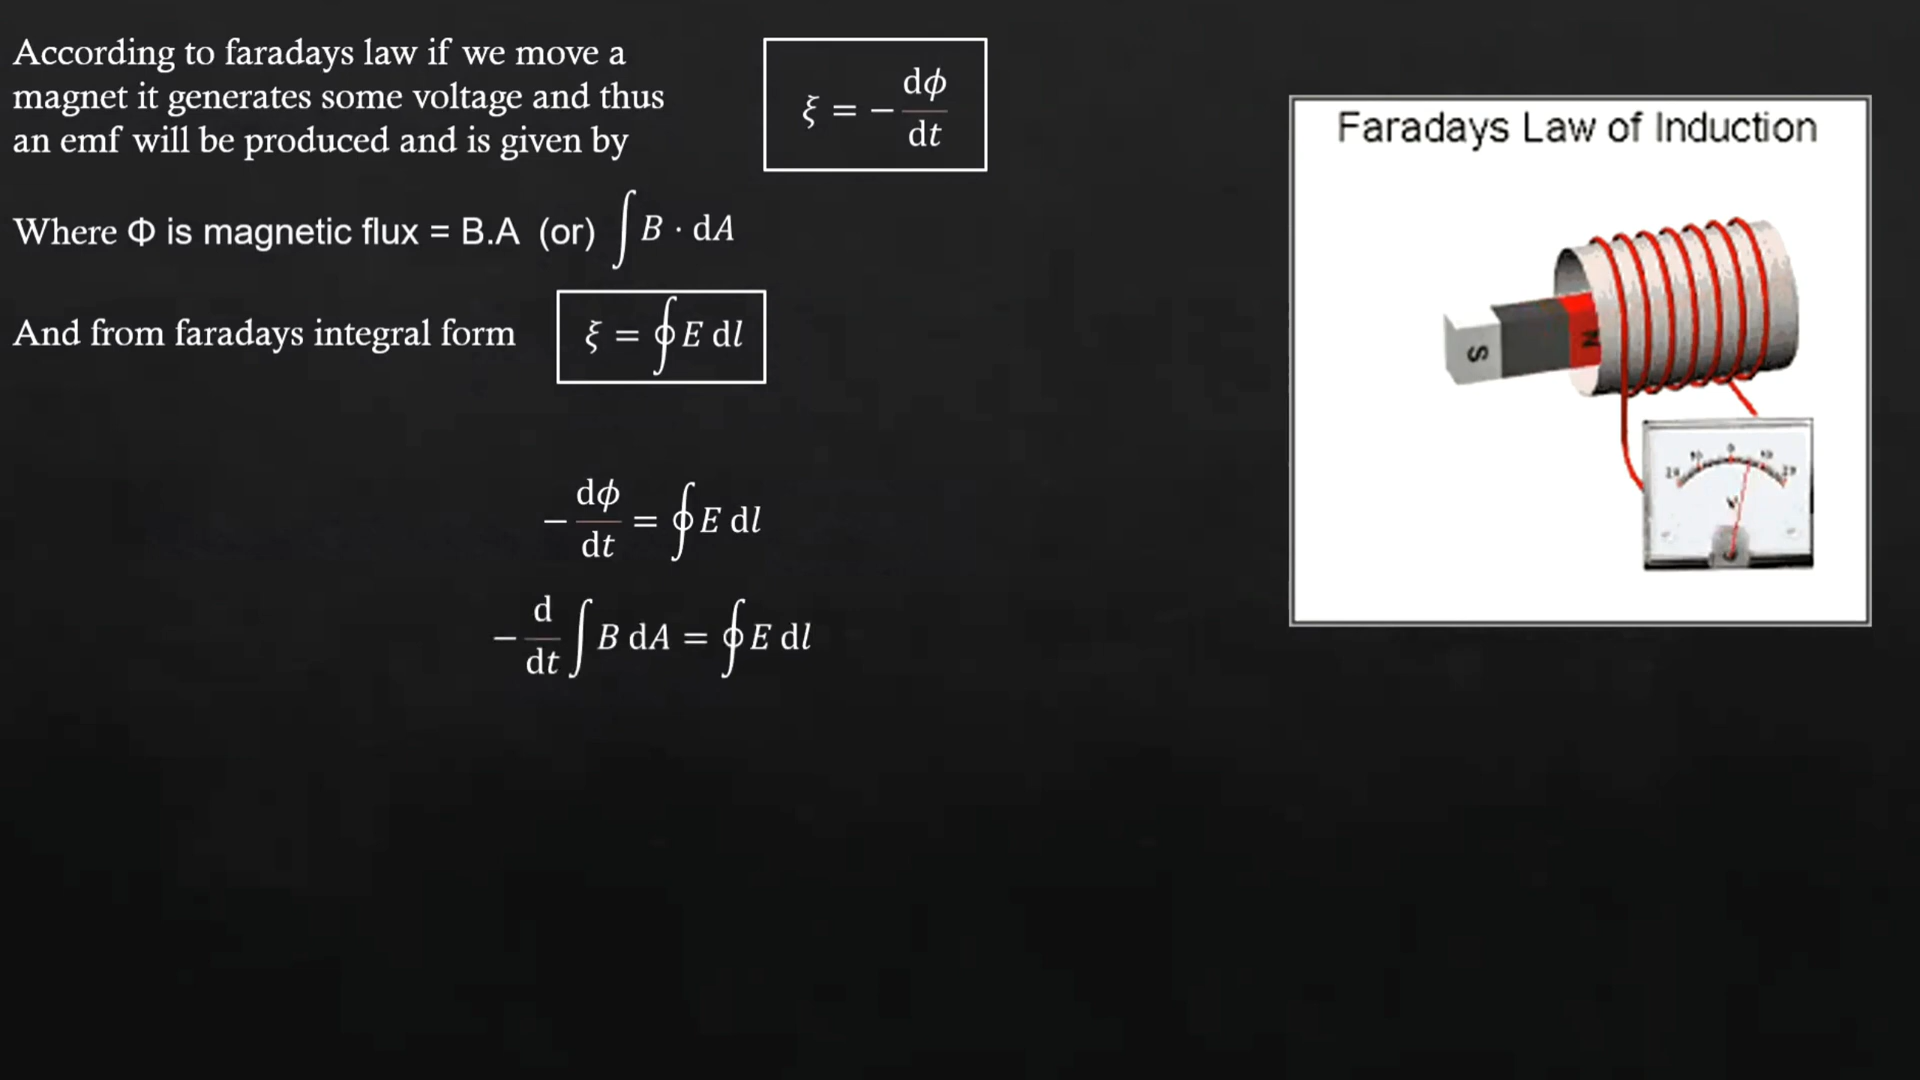 According to faradays law if we move a
magnet it generates some voltage and thus
an emf will be produced and is given by
ξ = − dϕ/dt
Where Φ is magnetic flux = B.A (or) ∫ B · dA
And from faradays integral form
ξ = ∮ E dl
− dϕ/dt = ∮ E dl
− d/dt ∫ B dA = ∮ E dl
Faradays Law of Induction
S
N